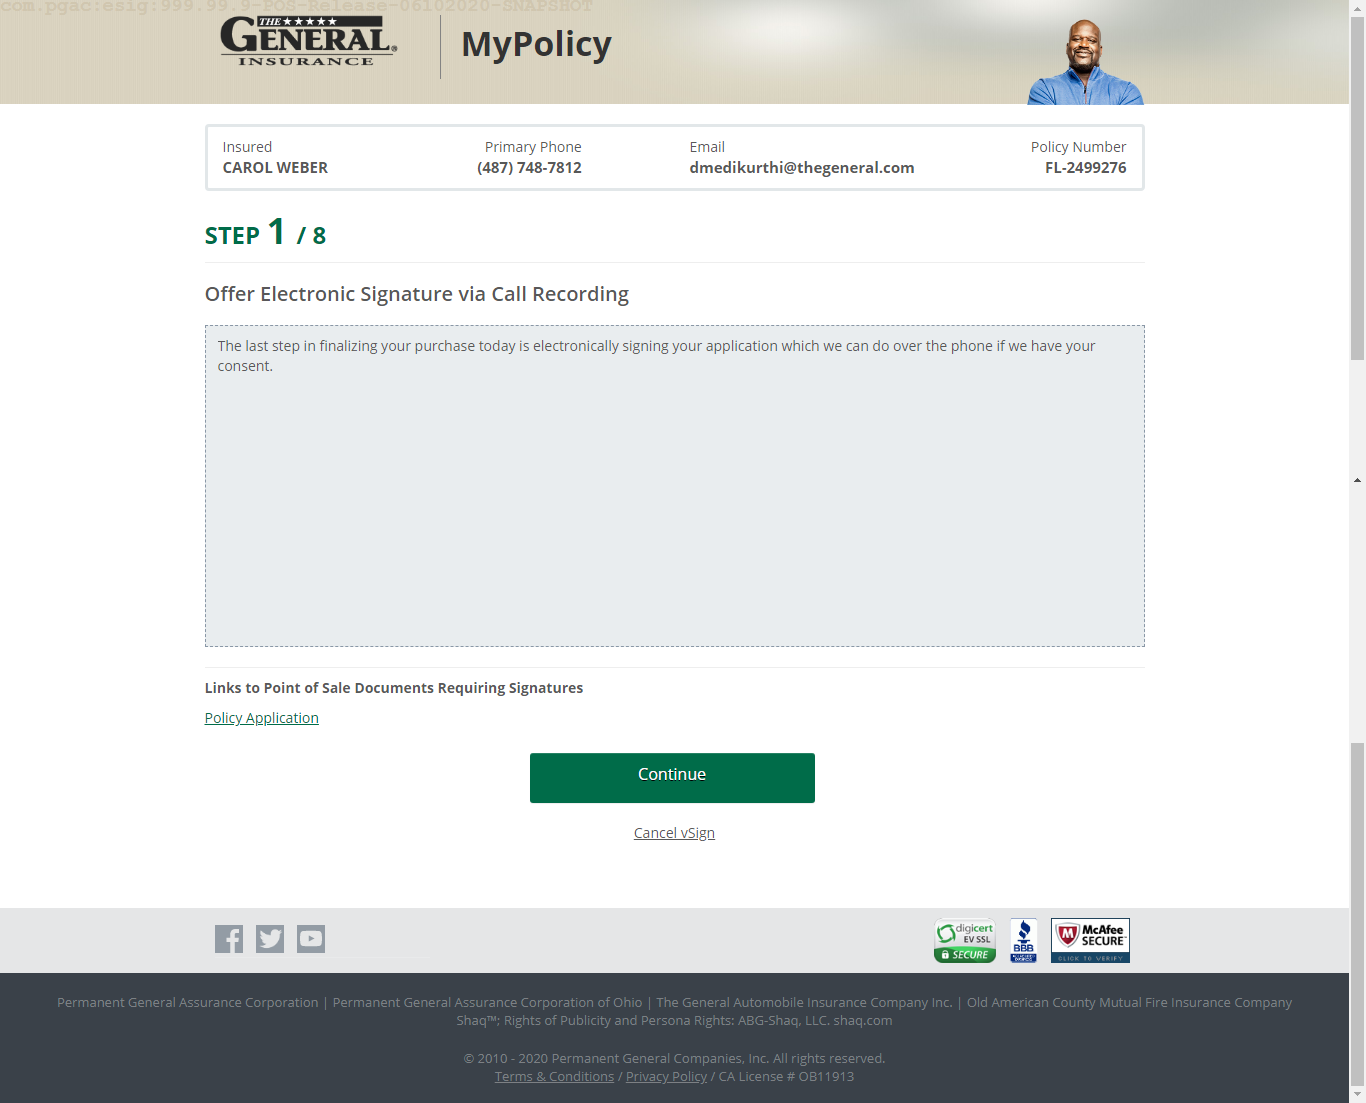 com.pgac:esig:999.99.9-POS-Release-06102020-SNAPSHOT
THE
GENERAL®
INSURANCE
MyPolicy
Insured
CAROL WEBER
Primary Phone
(487) 748-7812
Email
dmedikurthi@thegeneral.com
Policy Number
FL-2499276
STEP 1 / 8
Offer Electronic Signature via Call Recording
The last step in finalizing your purchase today is electronically signing your application which we can do over the phone if we have your
consent.
Links to Point of Sale Documents Requiring Signatures
Policy Application
Continue
Cancel vSign
digicert
EV SSL
SECURE
BBB
ACCREDITED
BUSINESS
McAfee
SECURE™
CLICK TO VERIFY
Permanent General Assurance Corporation | Permanent General Assurance Corporation of Ohio | The General Automobile Insurance Company Inc. | Old American County Mutual Fire Insurance Company
Shaq™; Rights of Publicity and Persona Rights: ABG-Shaq, LLC. shaq.com
© 2010 - 2020 Permanent General Companies, Inc. All rights reserved.
Terms & Conditions / Privacy Policy / CA License # OB11913